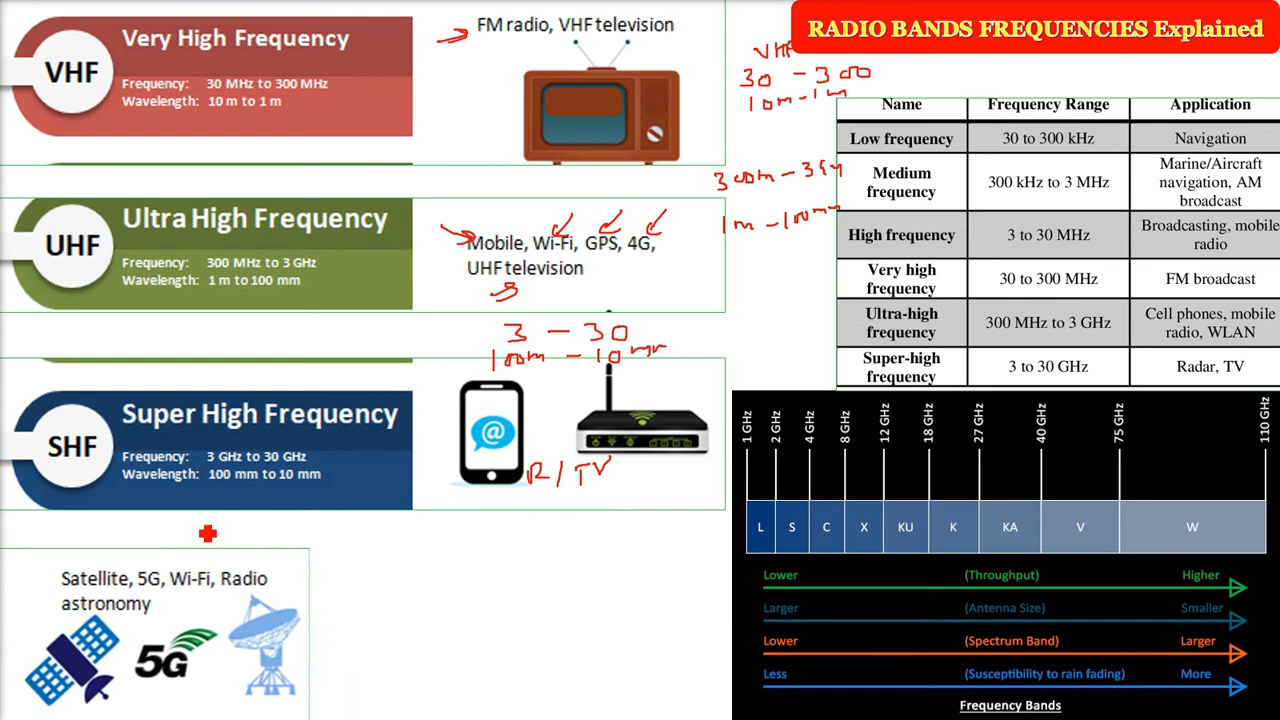 RADIO BANDS FREQUENCIES Explained
VHF
Very High Frequency
Frequency: 30 MHz to 300 MHz
Wavelength: 10 m to 1 m
FM radio, VHF television
VHF
30 - 300
10m - 1m
UHF
Ultra High Frequency
Frequency: 300 MHz to 3 GHz
Wavelength: 1 m to 100 mm
Mobile, Wi-Fi, GPS, 4G,
UHF television
300m - 3
1m - 100mm
3 - 30
100m - 10mm
SHF
Super High Frequency
Frequency: 3 GHz to 30 GHz
Wavelength: 100 mm to 10 mm
@
R/TV
Satellite, 5G, Wi-Fi, Radio
astronomy
5G
Name Frequency Range Application
Low frequency 30 to 300 kHz Navigation
Medium frequency 300 kHz to 3 MHz Marine/Aircraft navigation, AM broadcast
High frequency 3 to 30 MHz Broadcasting, mobile radio
Very high frequency 30 to 300 MHz FM broadcast
Ultra-high frequency 300 MHz to 3 GHz Cell phones, mobile radio, WLAN
Super-high frequency 3 to 30 GHz Radar, TV
1 GHz 2 GHz 4 GHz 8 GHz 12 GHz 18 GHz 27 GHz 40 GHz 75 GHz 110 GHz
L S C X KU K KA V W
Lower (Throughput) Higher
Larger (Antenna Size) Smaller
Lower (Spectrum Band) Larger
Less (Susceptibility to rain fading) More
Frequency Bands